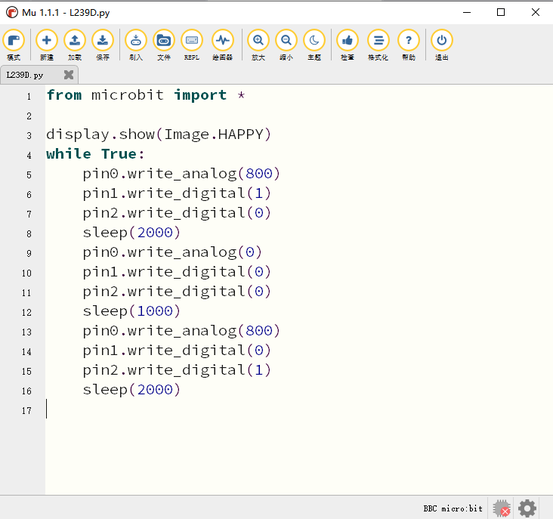 Mu 1.1.1 - L239D.py
模式 新建 加载 保存 刷入 文件 REPL 绘图器 放大 缩小 主题 检查 格式化 帮助 退出
L239D.py
1 from microbit import *
2
3 display.show(Image.HAPPY)
4 while True:
5     pin0.write_analog(800)
6     pin1.write_digital(1)
7     pin2.write_digital(0)
8     sleep(2000)
9     pin0.write_analog(0)
10     pin1.write_digital(0)
11     pin2.write_digital(0)
12     sleep(1000)
13     pin0.write_analog(800)
14     pin1.write_digital(0)
15     pin2.write_digital(1)
16     sleep(2000)
17
BBC micro:bit